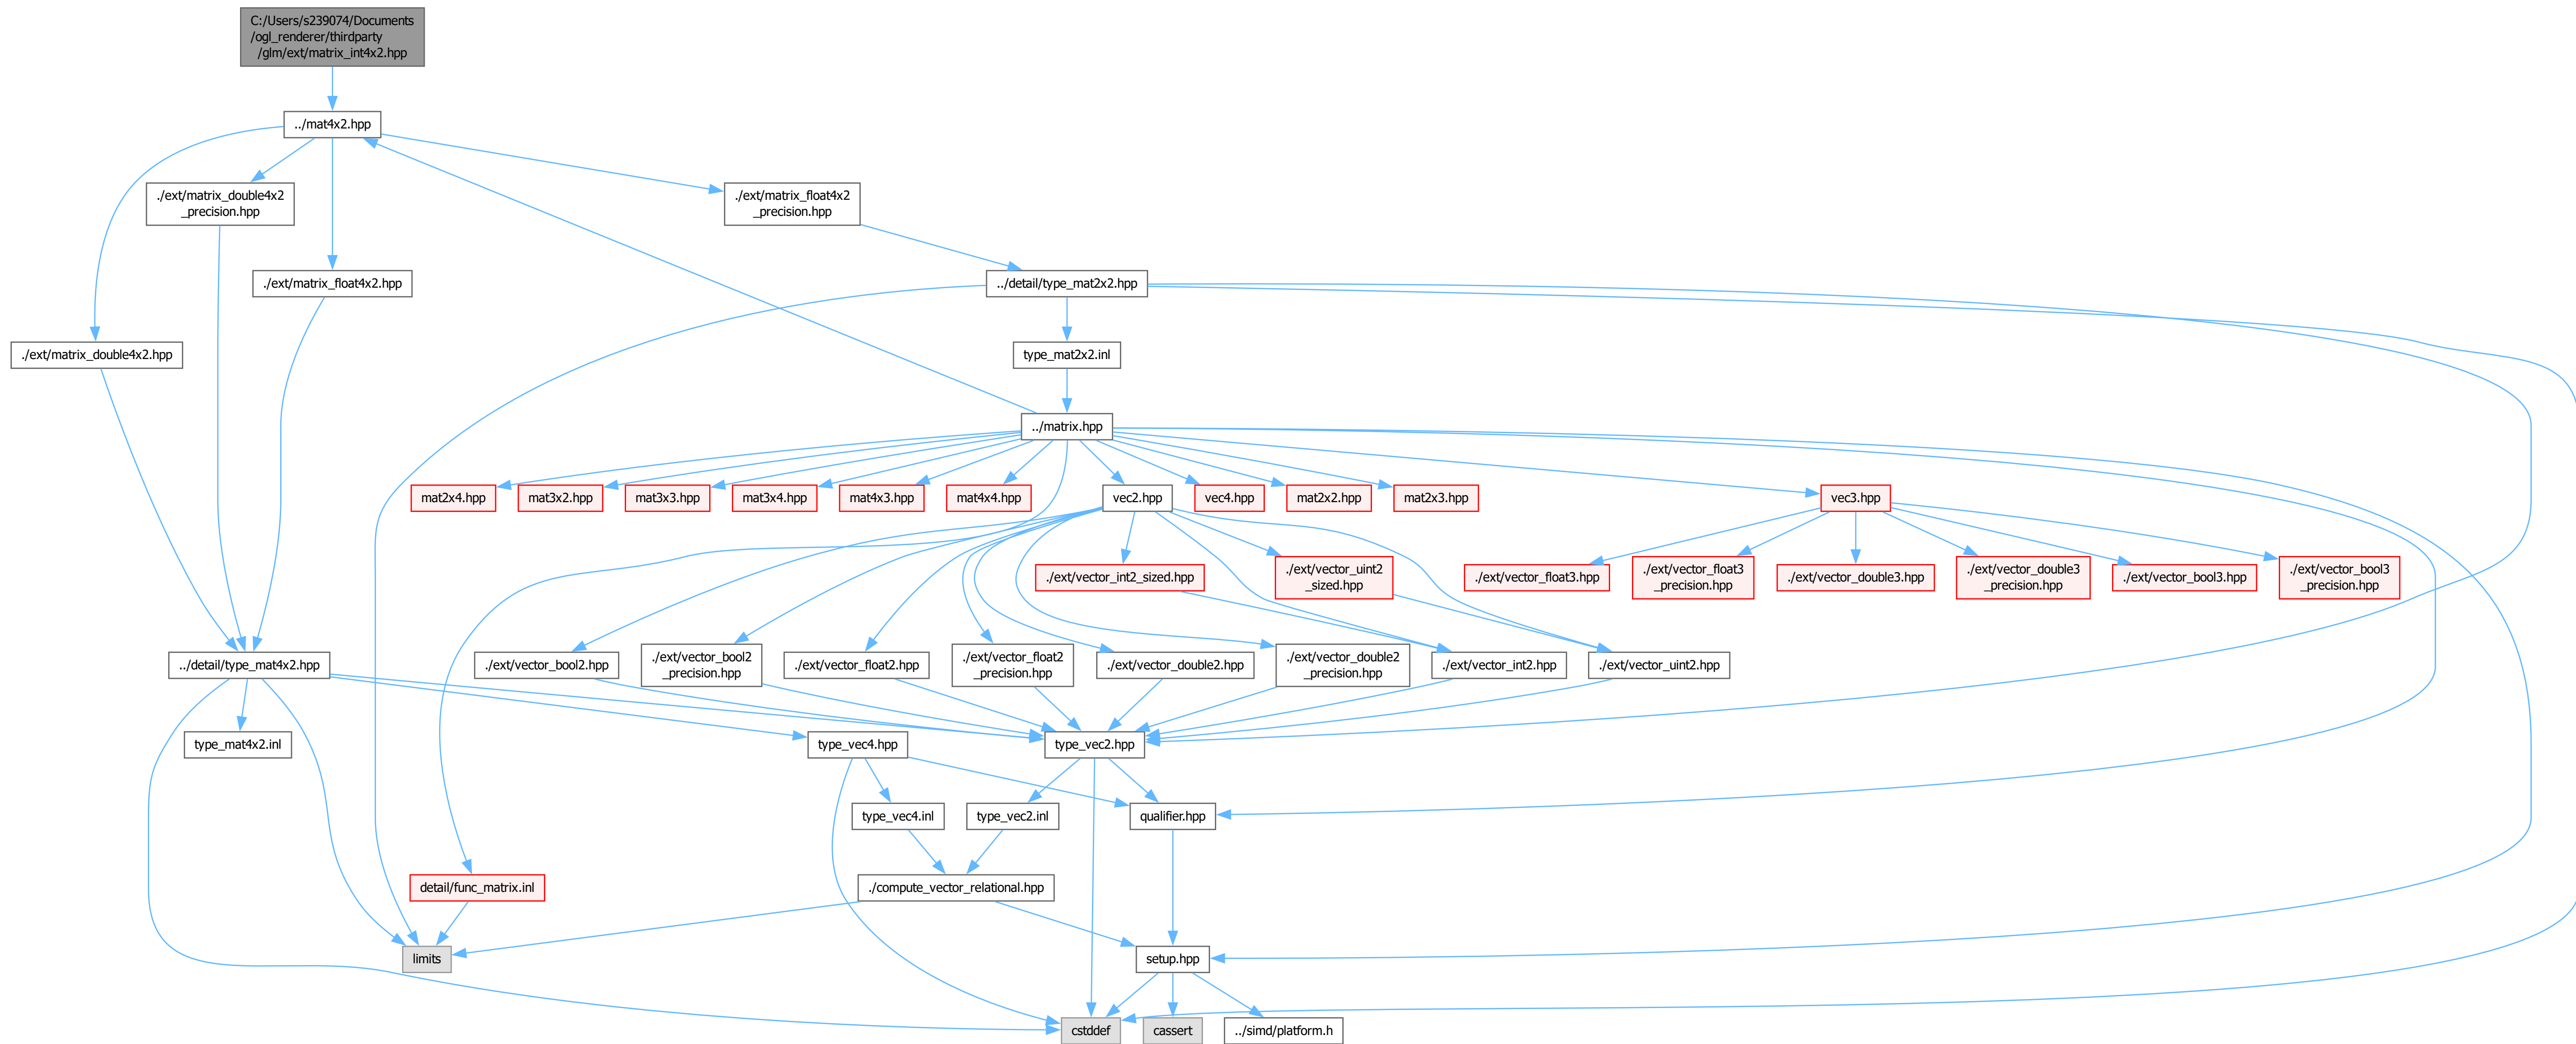 C:/Users/s239074/Documents
/ogl_renderer/thirdparty
/glm/ext/matrix_int4x2.hpp
../mat4x2.hpp
./ext/matrix_double4x2
_precision.hpp
./ext/matrix_float4x2
_precision.hpp
./ext/matrix_float4x2.hpp
../detail/type_mat2x2.hpp
./ext/matrix_double4x2.hpp
type_mat2x2.inl
../matrix.hpp
mat2x4.hpp
mat3x2.hpp
mat3x3.hpp
mat3x4.hpp
mat4x3.hpp
mat4x4.hpp
vec2.hpp
vec4.hpp
mat2x2.hpp
mat2x3.hpp
vec3.hpp
./ext/vector_int2_sized.hpp
./ext/vector_uint2
_sized.hpp
./ext/vector_float3.hpp
./ext/vector_float3
_precision.hpp
./ext/vector_double3.hpp
./ext/vector_double3
_precision.hpp
./ext/vector_bool3.hpp
./ext/vector_bool3
_precision.hpp
../detail/type_mat4x2.hpp
./ext/vector_bool2.hpp
./ext/vector_bool2
_precision.hpp
./ext/vector_float2.hpp
./ext/vector_float2
_precision.hpp
./ext/vector_double2.hpp
./ext/vector_double2
_precision.hpp
./ext/vector_int2.hpp
./ext/vector_uint2.hpp
type_mat4x2.inl
type_vec4.hpp
type_vec2.hpp
type_vec4.inl
type_vec2.inl
qualifier.hpp
detail/func_matrix.inl
./compute_vector_relational.hpp
limits
setup.hpp
cstddef
cassert
../simd/platform.h